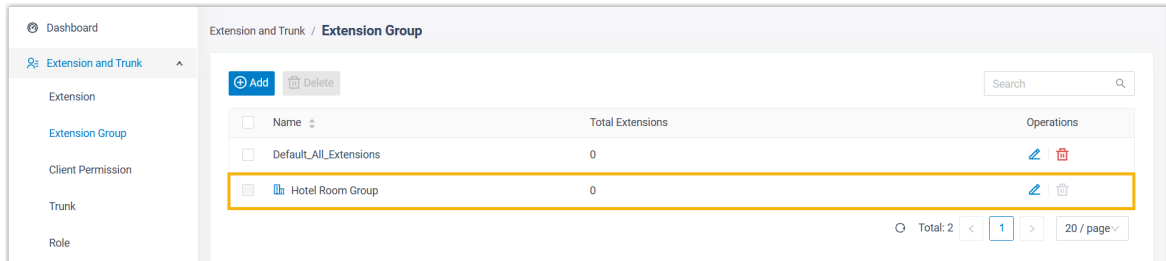 Dashboard
Extension and Trunk / Extension Group
Extension and Trunk
Add
Delete
Search
Extension
Name
Total Extensions
Operations
Extension Group
Default_All_Extensions
0
Client Permission
Hotel Room Group
0
Trunk
Total: 2 < 1 > 20 / page
Role